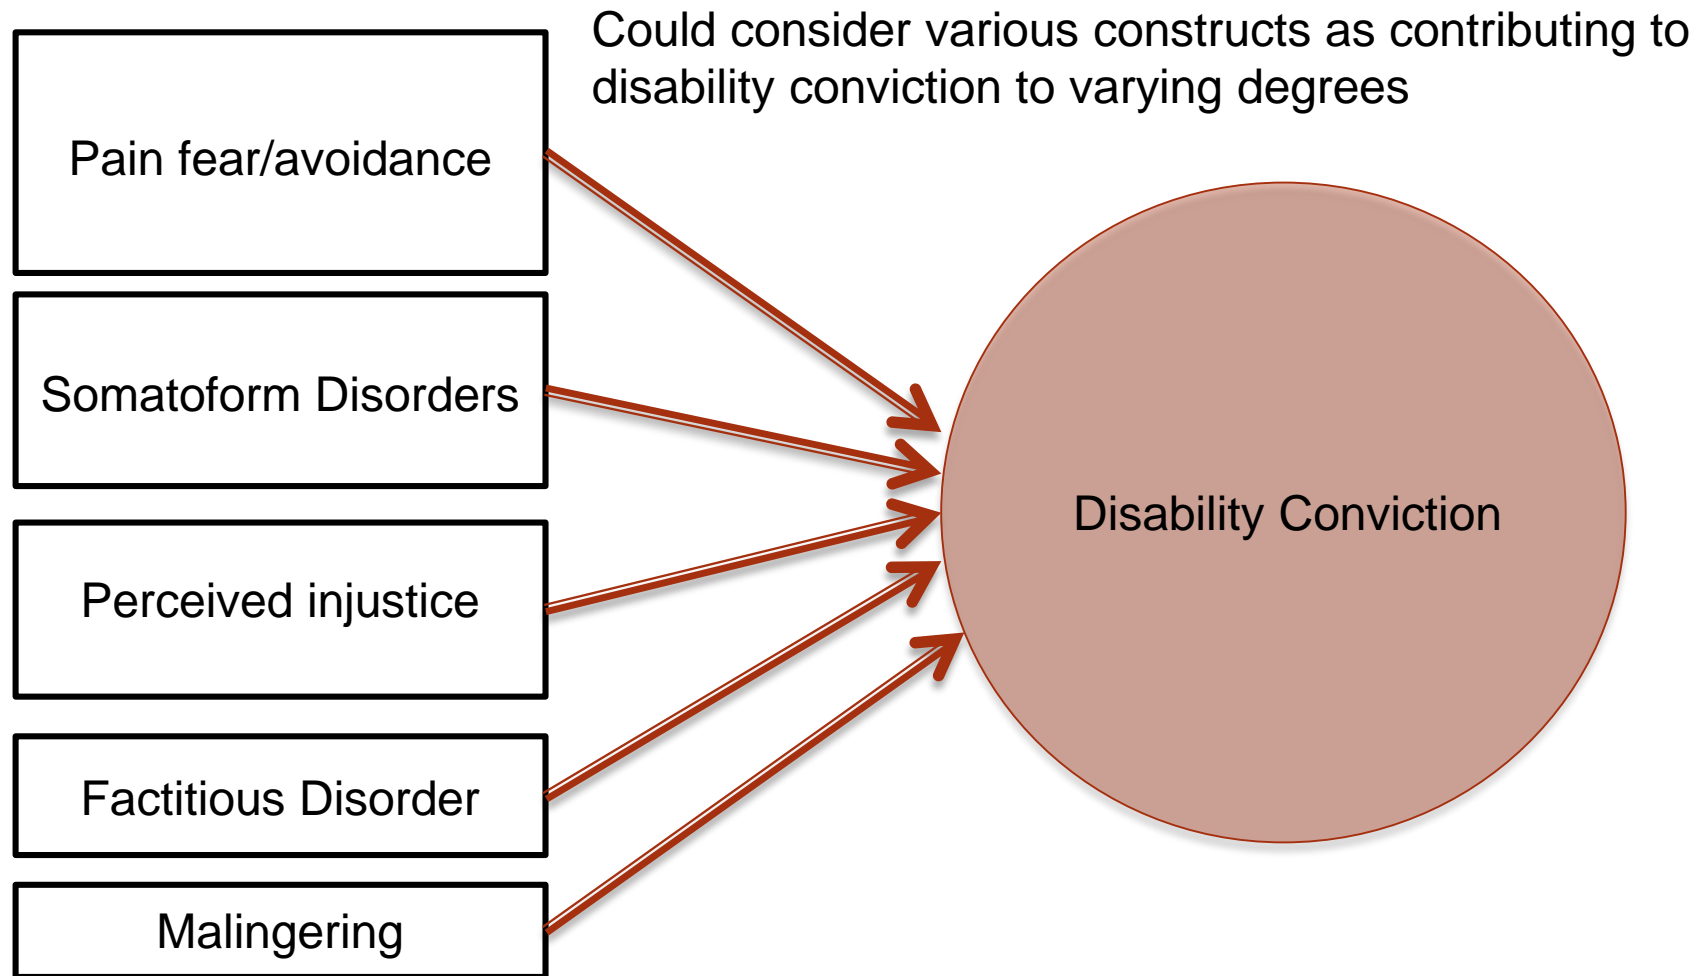 Could consider various constructs as contributing to
disability conviction to varying degrees
Pain fear/avoidance
Somatoform Disorders
Perceived injustice
Factitious Disorder
Malingering
Disability Conviction